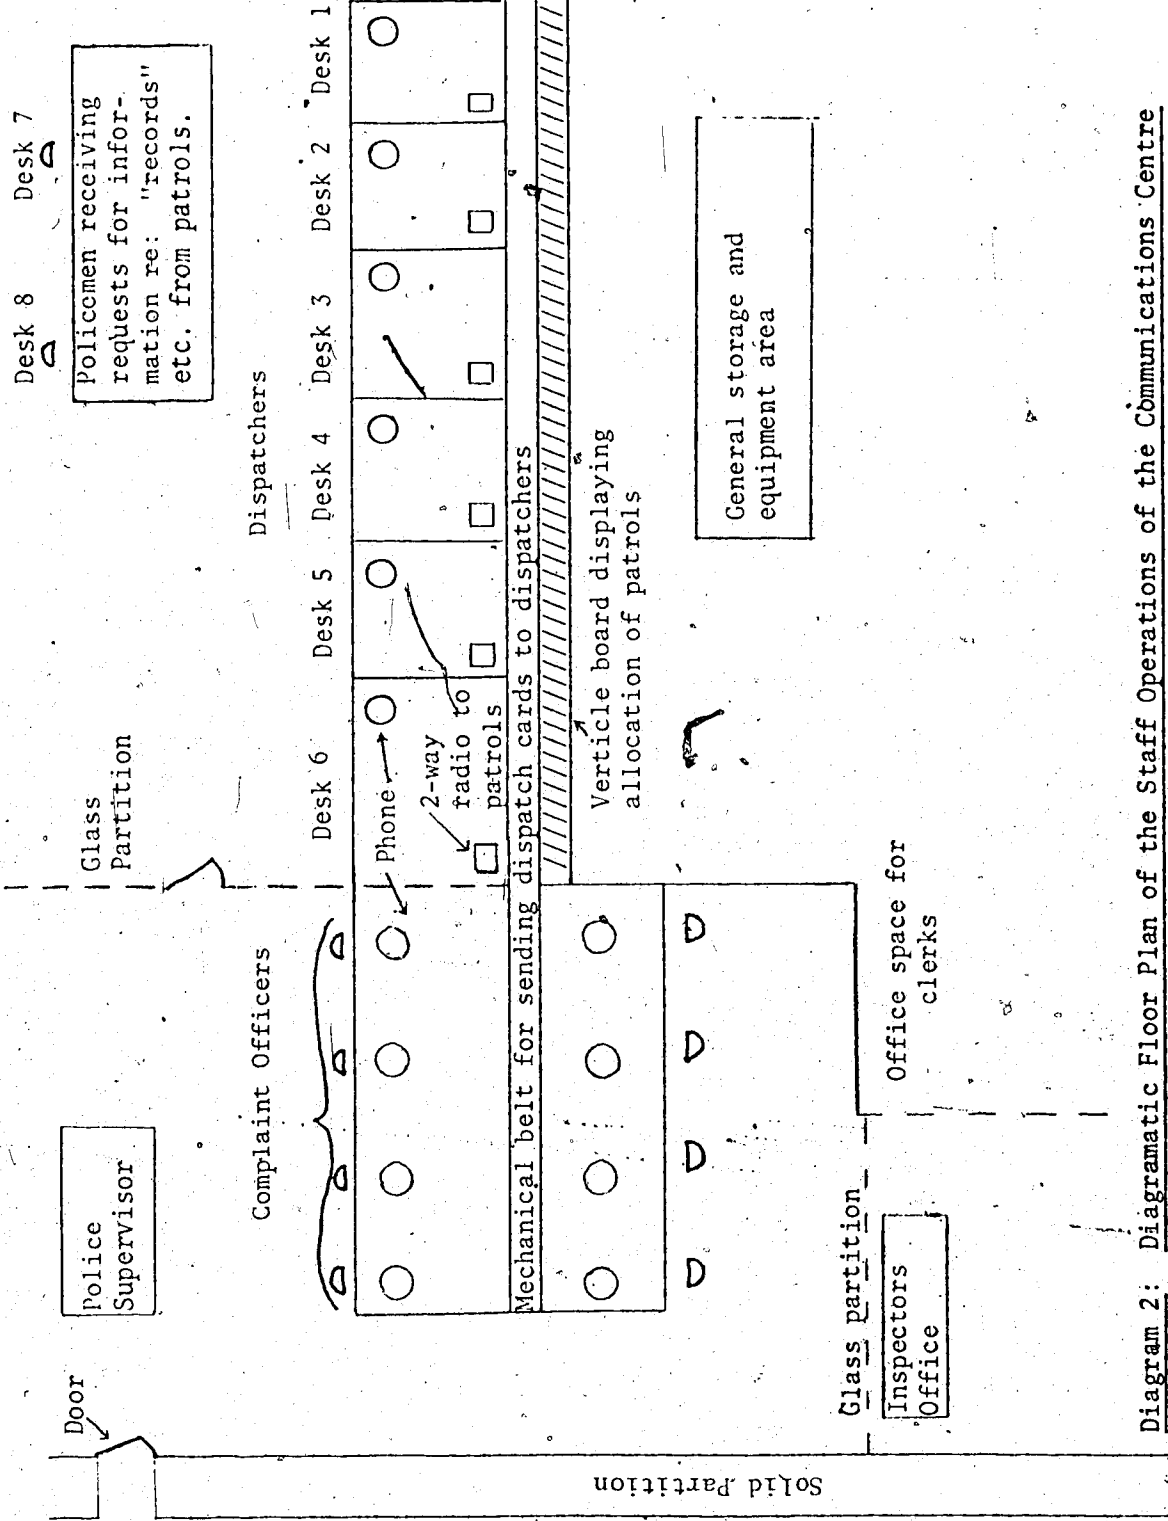 Door
Police
Supervisor
Glass
Partition
Desk 8
Desk 7
Policemen receiving
requests for infor-
mation re: "records"
etc. from patrols.
Complaint Officers
Dispatchers
Desk 6
Desk 5
Desk 4
Desk 3
Desk 2
Desk 1
Phone
2-way
radio to
patrols
Mechanical belt for sending dispatch cards to dispatchers
Verticle board displaying
allocation of patrols
General storage and
equipment area
Glass partition
Inspectors
Office
Office space for
clerks
Solid Partition
Diagram 2: Diagramatic Floor Plan of the Staff Operations of the Communications Centre